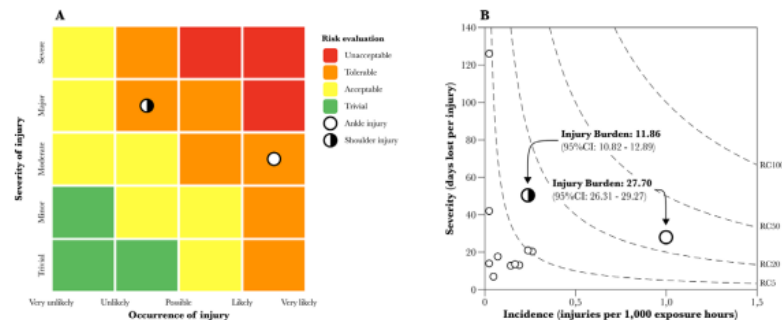 A
Severity of injury
Severe
Major
Moderate
Minor
Trivial
Very unlikely
Unlikely
Possible
Likely
Very likely
Occurrence of injury
Risk evaluation
Unacceptable
Tolerable
Acceptable
Trivial
Ankle injury
Shoulder injury
B
Severity (days lost per injury)
140
120
100
80
60
40
20
0
Injury Burden: 11.86
(95%CI: 10.82 - 12.89)
Injury Burden: 27.70
(95%CI: 26.31 - 29.27)
RC100
RC50
RC20
RC5
0
0,5
1,0
1,5
Incidence (injuries per 1,000 exposure hours)